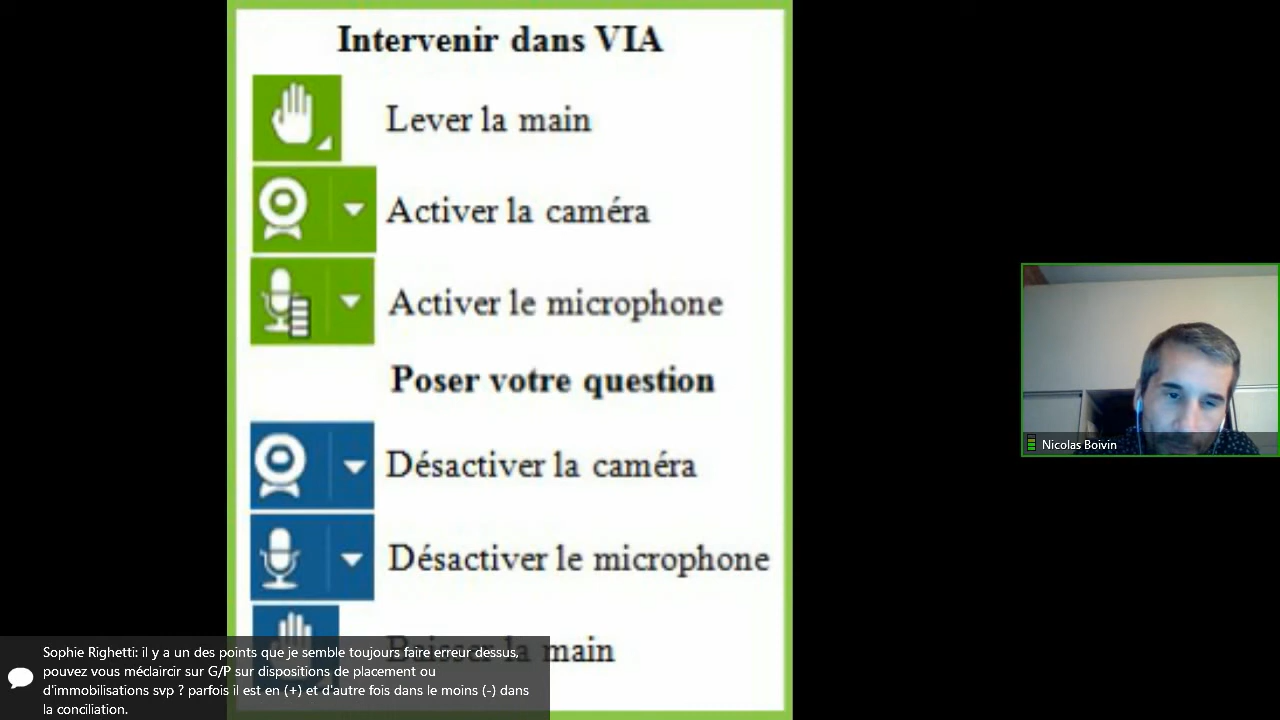 Intervenir dans VIA
Lever la main
Activer la caméra
Activer le microphone
Poser votre question
Désactiver la caméra
Désactiver le microphone
Baisser la main
Nicolas Boivin
Sophie Righetti: il y a un des points que je semble toujours faire erreur dessus,
pouvez vous méclaircir sur G/P sur dispositions de placement ou
d'immobilisations svp ? parfois il est en (+) et d'autre fois dans le moins (-) dans
la conciliation.